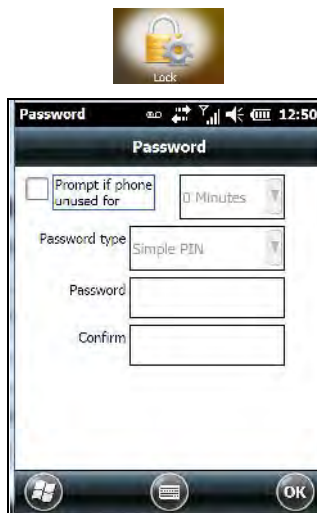 Lock
Password 12:50
Password
Prompt if phone
unused for
0 Minutes
Password type
Simple PIN
Password
Confirm
OK